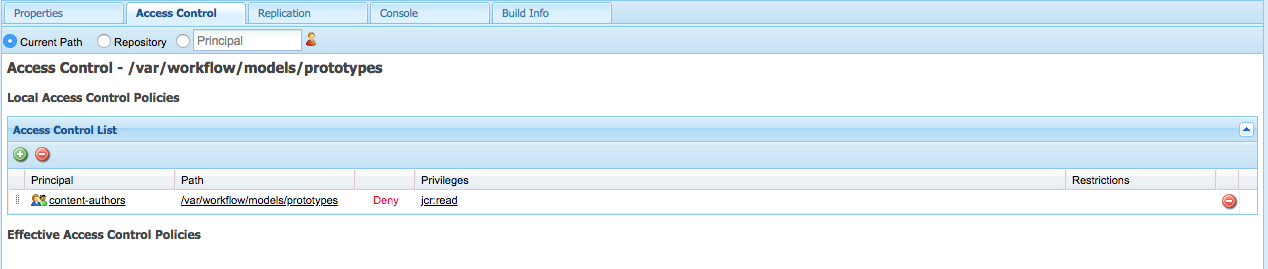 Properties Access Control Replication Console Build Info
Current Path Repository Principal
Access Control - /var/workflow/models/prototypes
Local Access Control Policies
Access Control List
Principal Path Privileges Restrictions
content-authors /var/workflow/models/prototypes Deny jcr:read
Effective Access Control Policies